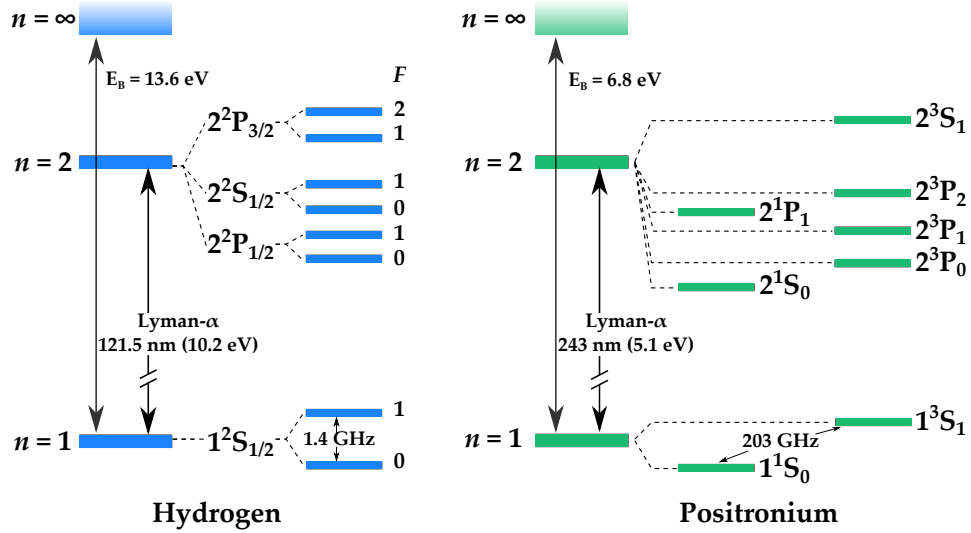 n = ∞
E_B = 13.6 eV
F
2²P₃/₂
2
1
n = 2
2²S₁/₂
1
0
2²P₁/₂
1
0
Lyman-α
121.5 nm (10.2 eV)
n = 1
1²S₁/₂
1
1.4 GHz
0
Hydrogen
n = ∞
E_B = 6.8 eV
2³S₁
n = 2
2³P₂
2¹P₁
2³P₁
2³P₀
2¹S₀
Lyman-α
243 nm (5.1 eV)
n = 1
1³S₁
203 GHz
1¹S₀
Positronium